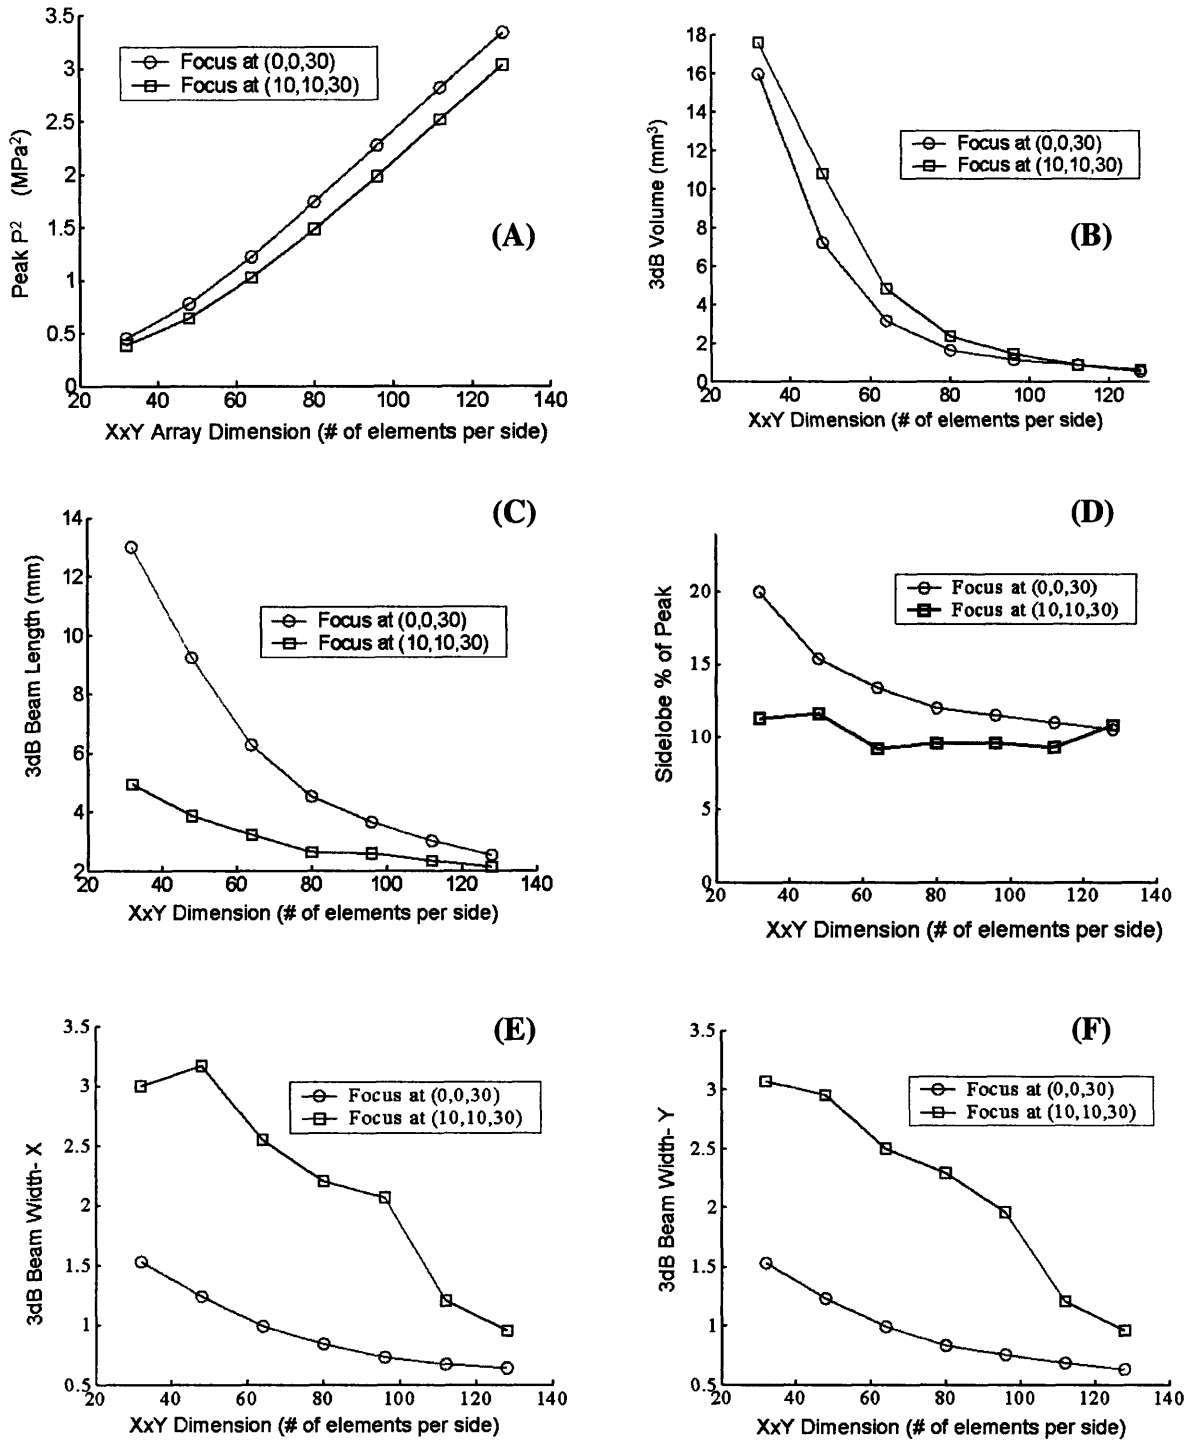 3.5
3
2.5
2
1.5
1
0.5
0
Peak P² (MPa²)
Focus at (0,0,30)
Focus at (10,10,30)
(A)
20 40 60 80 100 120 140
XxY Array Dimension (# of elements per side)
18
16
14
12
10
8
6
4
2
0
3dB Volume (mm³)
Focus at (0,0,30)
Focus at (10,10,30)
(B)
20 40 60 80 100 120
XxY Dimension (# of elements per side)
(C)
14
12
10
8
6
4
2
3dB Beam Length (mm)
Focus at (0,0,30)
Focus at (10,10,30)
20 40 60 80 100 120 140
XxY Dimension (# of elements per side)
(D)
20
15
10
5
0
Sidelobe % of Peak
Focus at (0,0,30)
Focus at (10,10,30)
20 40 60 80 100 120 140
XxY Dimension (# of elements per side)
(E)
3.5
3
2.5
2
1.5
1
0.5
3dB Beam Width- X
Focus at (0,0,30)
Focus at (10,10,30)
20 40 60 80 100 120 140
XxY Dimension (# of elements per side)
(F)
3.5
3
2.5
2
1.5
1
0.5
3dB Beam Width- Y
Focus at (0,0,30)
Focus at (10,10,30)
20 40 60 80 100 120 140
XxY Dimension (# of elements per side)